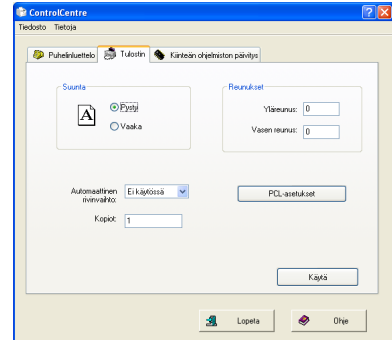 ControlCentre
Tiedosto Tietoja
Puhelinluettelo Tulostin Kiinteän ohjelmiston päivitys
Suunta
A
Pysty
Vaaka
Reunukset
Yläreunus: 0
Vasen reunus: 0
Automaattinen rivinvaihto: Ei käytössä
Kopiot: 1
PCL-asetukset
Käytä
Lopeta
Ohje